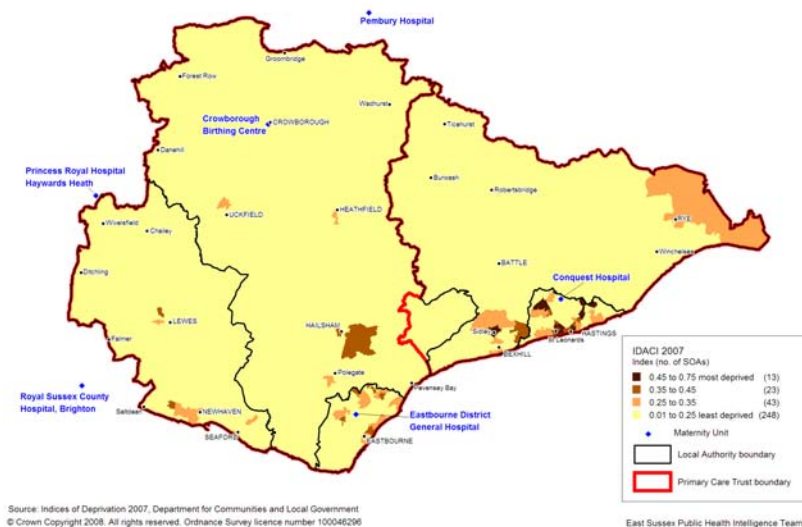 Pembury Hospital
Groombridge
Forest Row
Wadhurst
Crowborough
Birthing Centre
CROWBOROUGH
Ticehurst
Danehill
Princess Royal Hospital
Haywards Heath
Burwash
Robertsbridge
UCKFIELD
HEATHFIELD
RYE
Wivelsfield
Chailey
Winchelsea
BATTLE
Ditchling
Conquest Hospital
LEWES
HAILSHAM
Sidley
St Leonards
HASTINGS
Falmer
BEXHILL
Polegate
Pevensey Bay
Royal Sussex County
Hospital, Brighton
Saltdean
NEWHAVEN
Eastbourne District
General Hospital
SEAFORD
EASTBOURNE
IDACI 2007
Index (no. of SOAs)
0.45 to 0.75 most deprived (13)
0.35 to 0.45 (23)
0.25 to 0.35 (43)
0.01 to 0.25 least deprived (248)
Maternity Unit
Local Authority boundary
Primary Care Trust boundary
Source: Indices of Deprivation 2007, Department for Communities and Local Government
© Crown Copyright 2008. All rights reserved. Ordnance Survey licence number 100046296
East Sussex Public Health Intelligence Team